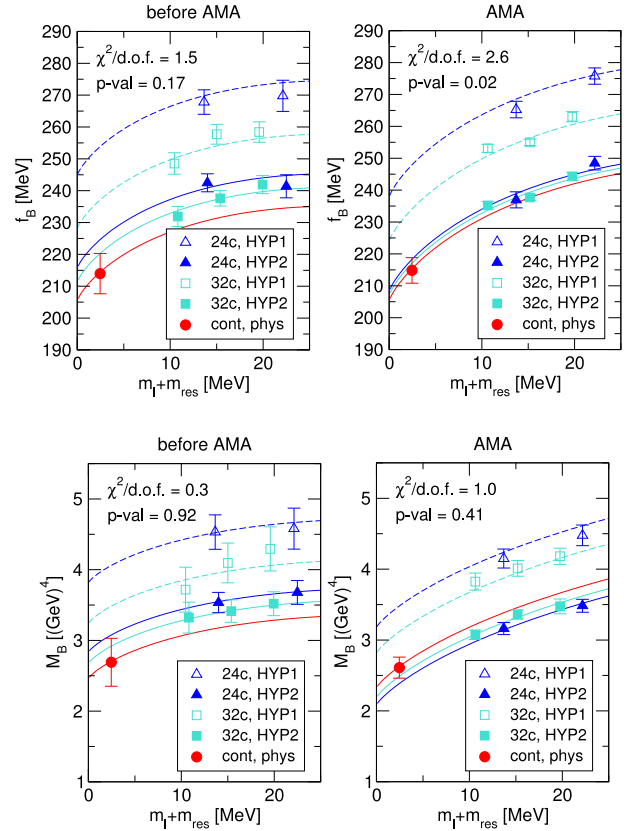 before AMA
χ²/d.o.f. = 1.5
p-val = 0.17
290
280
270
260
250
240
230
220
210
200
190
f_B [MeV]
24c, HYP1
24c, HYP2
32c, HYP1
32c, HYP2
cont, phys
0 10 20
m_l+m_res [MeV]
AMA
χ²/d.o.f. = 2.6
p-val = 0.02
290
280
270
260
250
240
230
220
210
200
190
f_B [MeV]
24c, HYP1
24c, HYP2
32c, HYP1
32c, HYP2
cont, phys
0 10 20
m_l+m_res [MeV]
before AMA
χ²/d.o.f. = 0.3
p-val = 0.92
5
4
3
2
1
M_B [(GeV)⁴]
24c, HYP1
24c, HYP2
32c, HYP1
32c, HYP2
cont, phys
0 10 20
m_l+m_res [MeV]
AMA
χ²/d.o.f. = 1.0
p-val = 0.41
5
4
3
2
1
M_B [(GeV)⁴]
24c, HYP1
24c, HYP2
32c, HYP1
32c, HYP2
cont, phys
0 10 20
m_l+m_res [MeV]